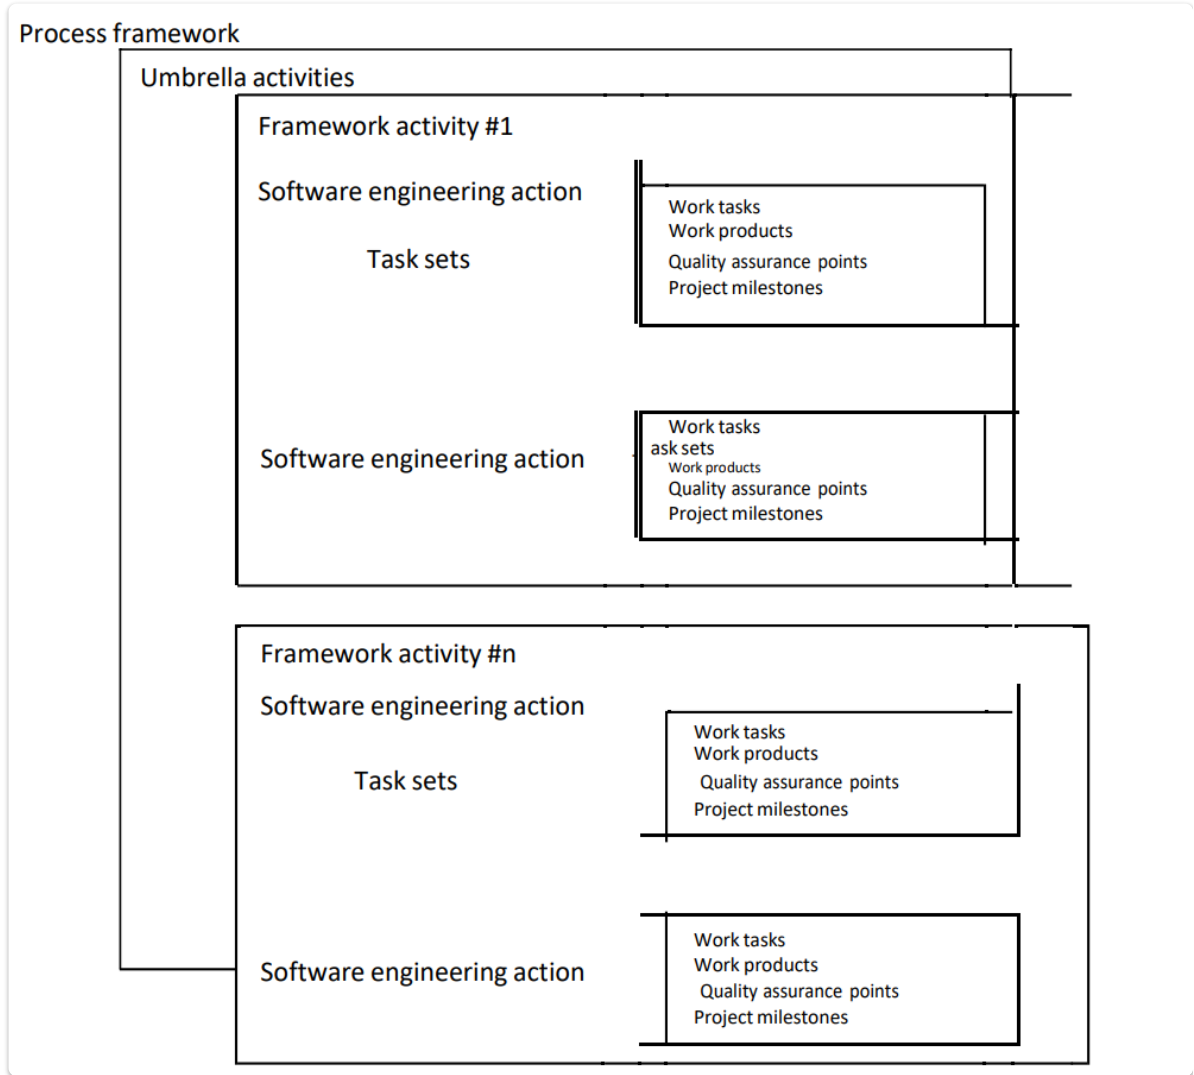 Process framework
Umbrella activities
Framework activity #1
Software engineering action
Work tasks
Work products
Task sets
Quality assurance points
Project milestones
Work tasks
ask sets
Software engineering action
Work products
Quality assurance points
Project milestones
Framework activity #n
Software engineering action
Work tasks
Work products
Task sets
Quality assurance points
Project milestones
Work tasks
Work products
Software engineering action
Quality assurance points
Project milestones